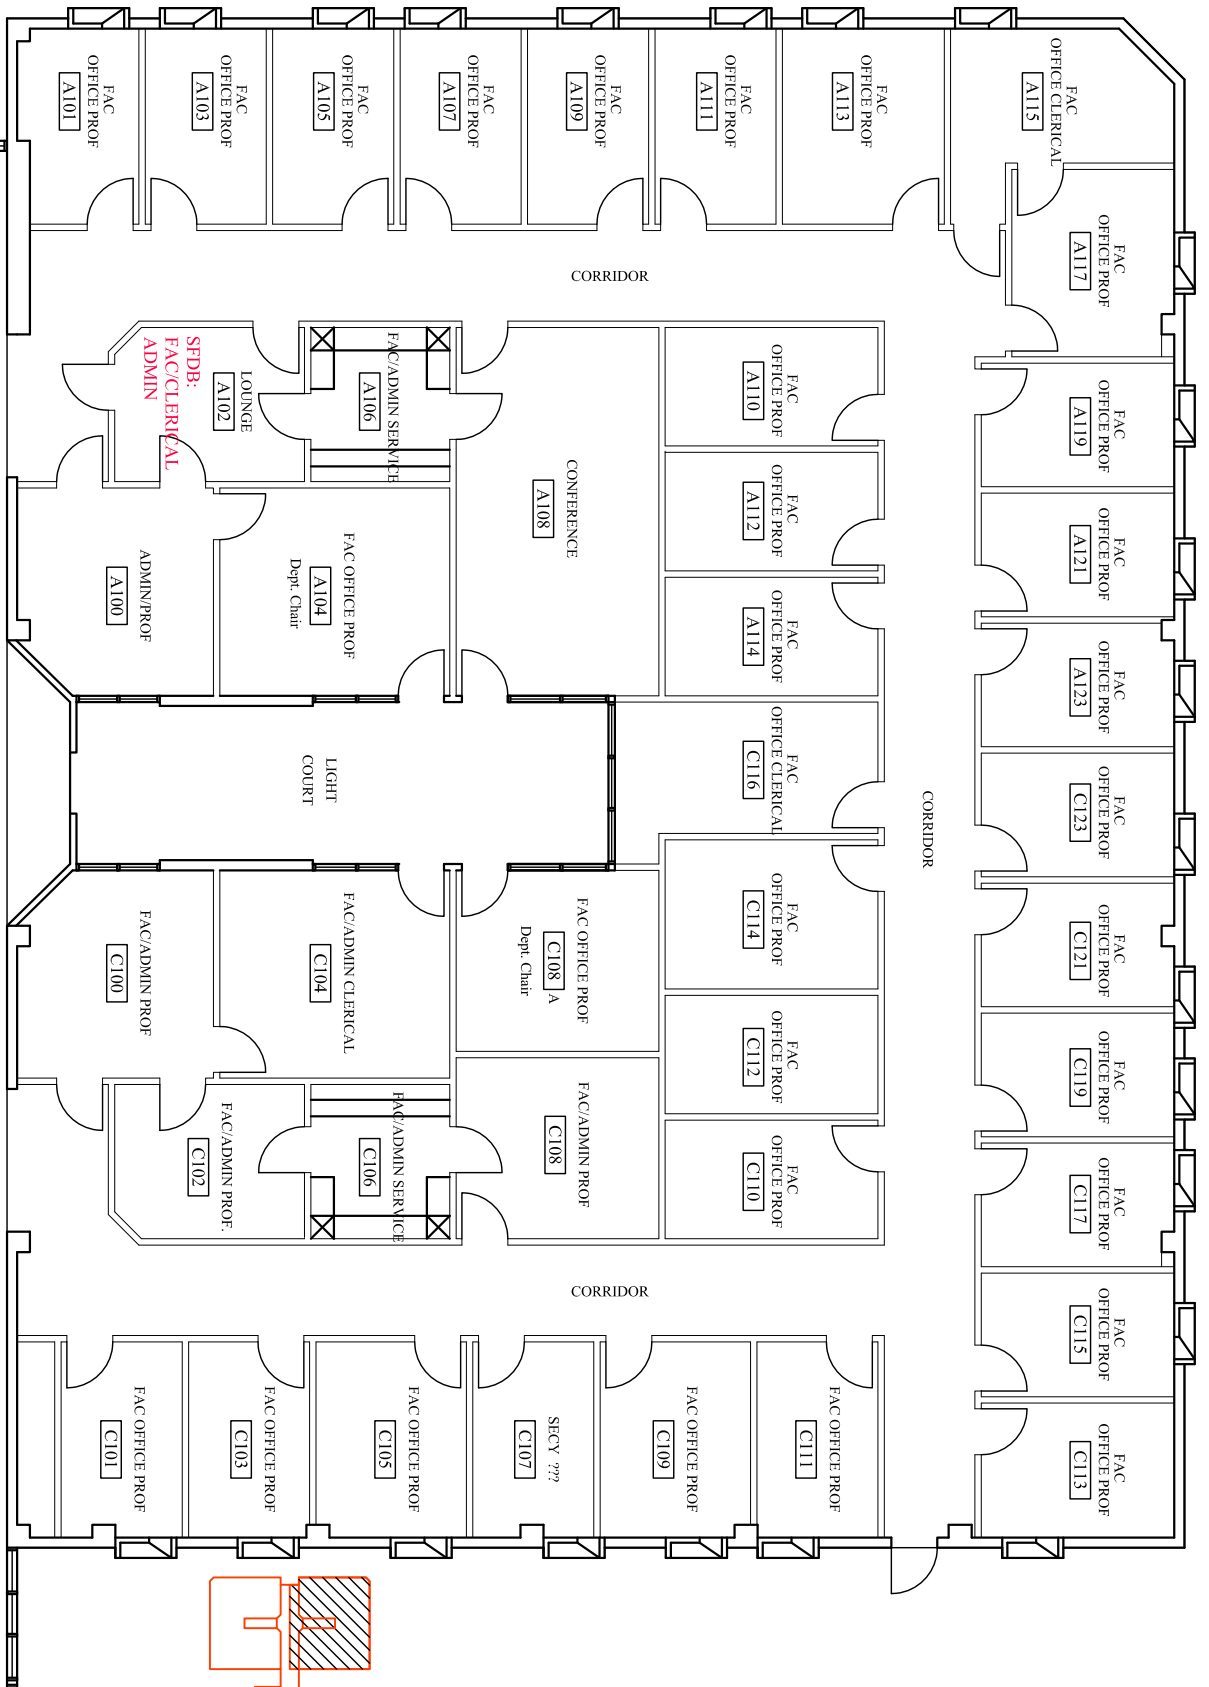 FAC
OFFICE PROF
A101
FAC
OFFICE PROF
A103
FAC
OFFICE PROF
A105
FAC
OFFICE PROF
A107
FAC
OFFICE PROF
A109
FAC
OFFICE PROF
A111
FAC
OFFICE PROF
A113
FAC
OFFICE CLERICAL
A115
FAC
OFFICE PROF
A117
CORRIDOR
SFDB:
FAC/CLERICAL
ADMIN
LOUNGE
A102
FAC/ADMIN SERVICE
A106
FAC
OFFICE PROF
A110
FAC
OFFICE PROF
A119
CONFERENCE
A108
FAC
OFFICE PROF
A112
FAC
OFFICE PROF
A121
ADMIN/PROF
A100
FAC OFFICE PROF
A104
Dept. Chair
FAC
OFFICE PROF
A114
FAC
OFFICE PROF
A123
LIGHT
COURT
FAC
OFFICE CLERICAL
C116
CORRIDOR
FAC
OFFICE PROF
C123
FAC/ADMIN PROF
C100
FAC/ADMIN CLERICAL
C104
FAC OFFICE PROF
C108 A
Dept. Chair
FAC
OFFICE PROF
C114
FAC
OFFICE PROF
C121
FAC
OFFICE PROF
C112
FAC
OFFICE PROF
C119
FAC/ADMIN PROF.
C102
FAC/ADMIN SERVICE
C106
FAC/ADMIN PROF
C108
FAC
OFFICE PROF
C110
FAC
OFFICE PROF
C117
CORRIDOR
FAC
OFFICE PROF
C115
FAC OFFICE PROF
C101
FAC OFFICE PROF
C103
FAC OFFICE PROF
C105
SECY ???
C107
FAC OFFICE PROF
C109
FAC OFFICE PROF
C111
FAC
OFFICE PROF
C113